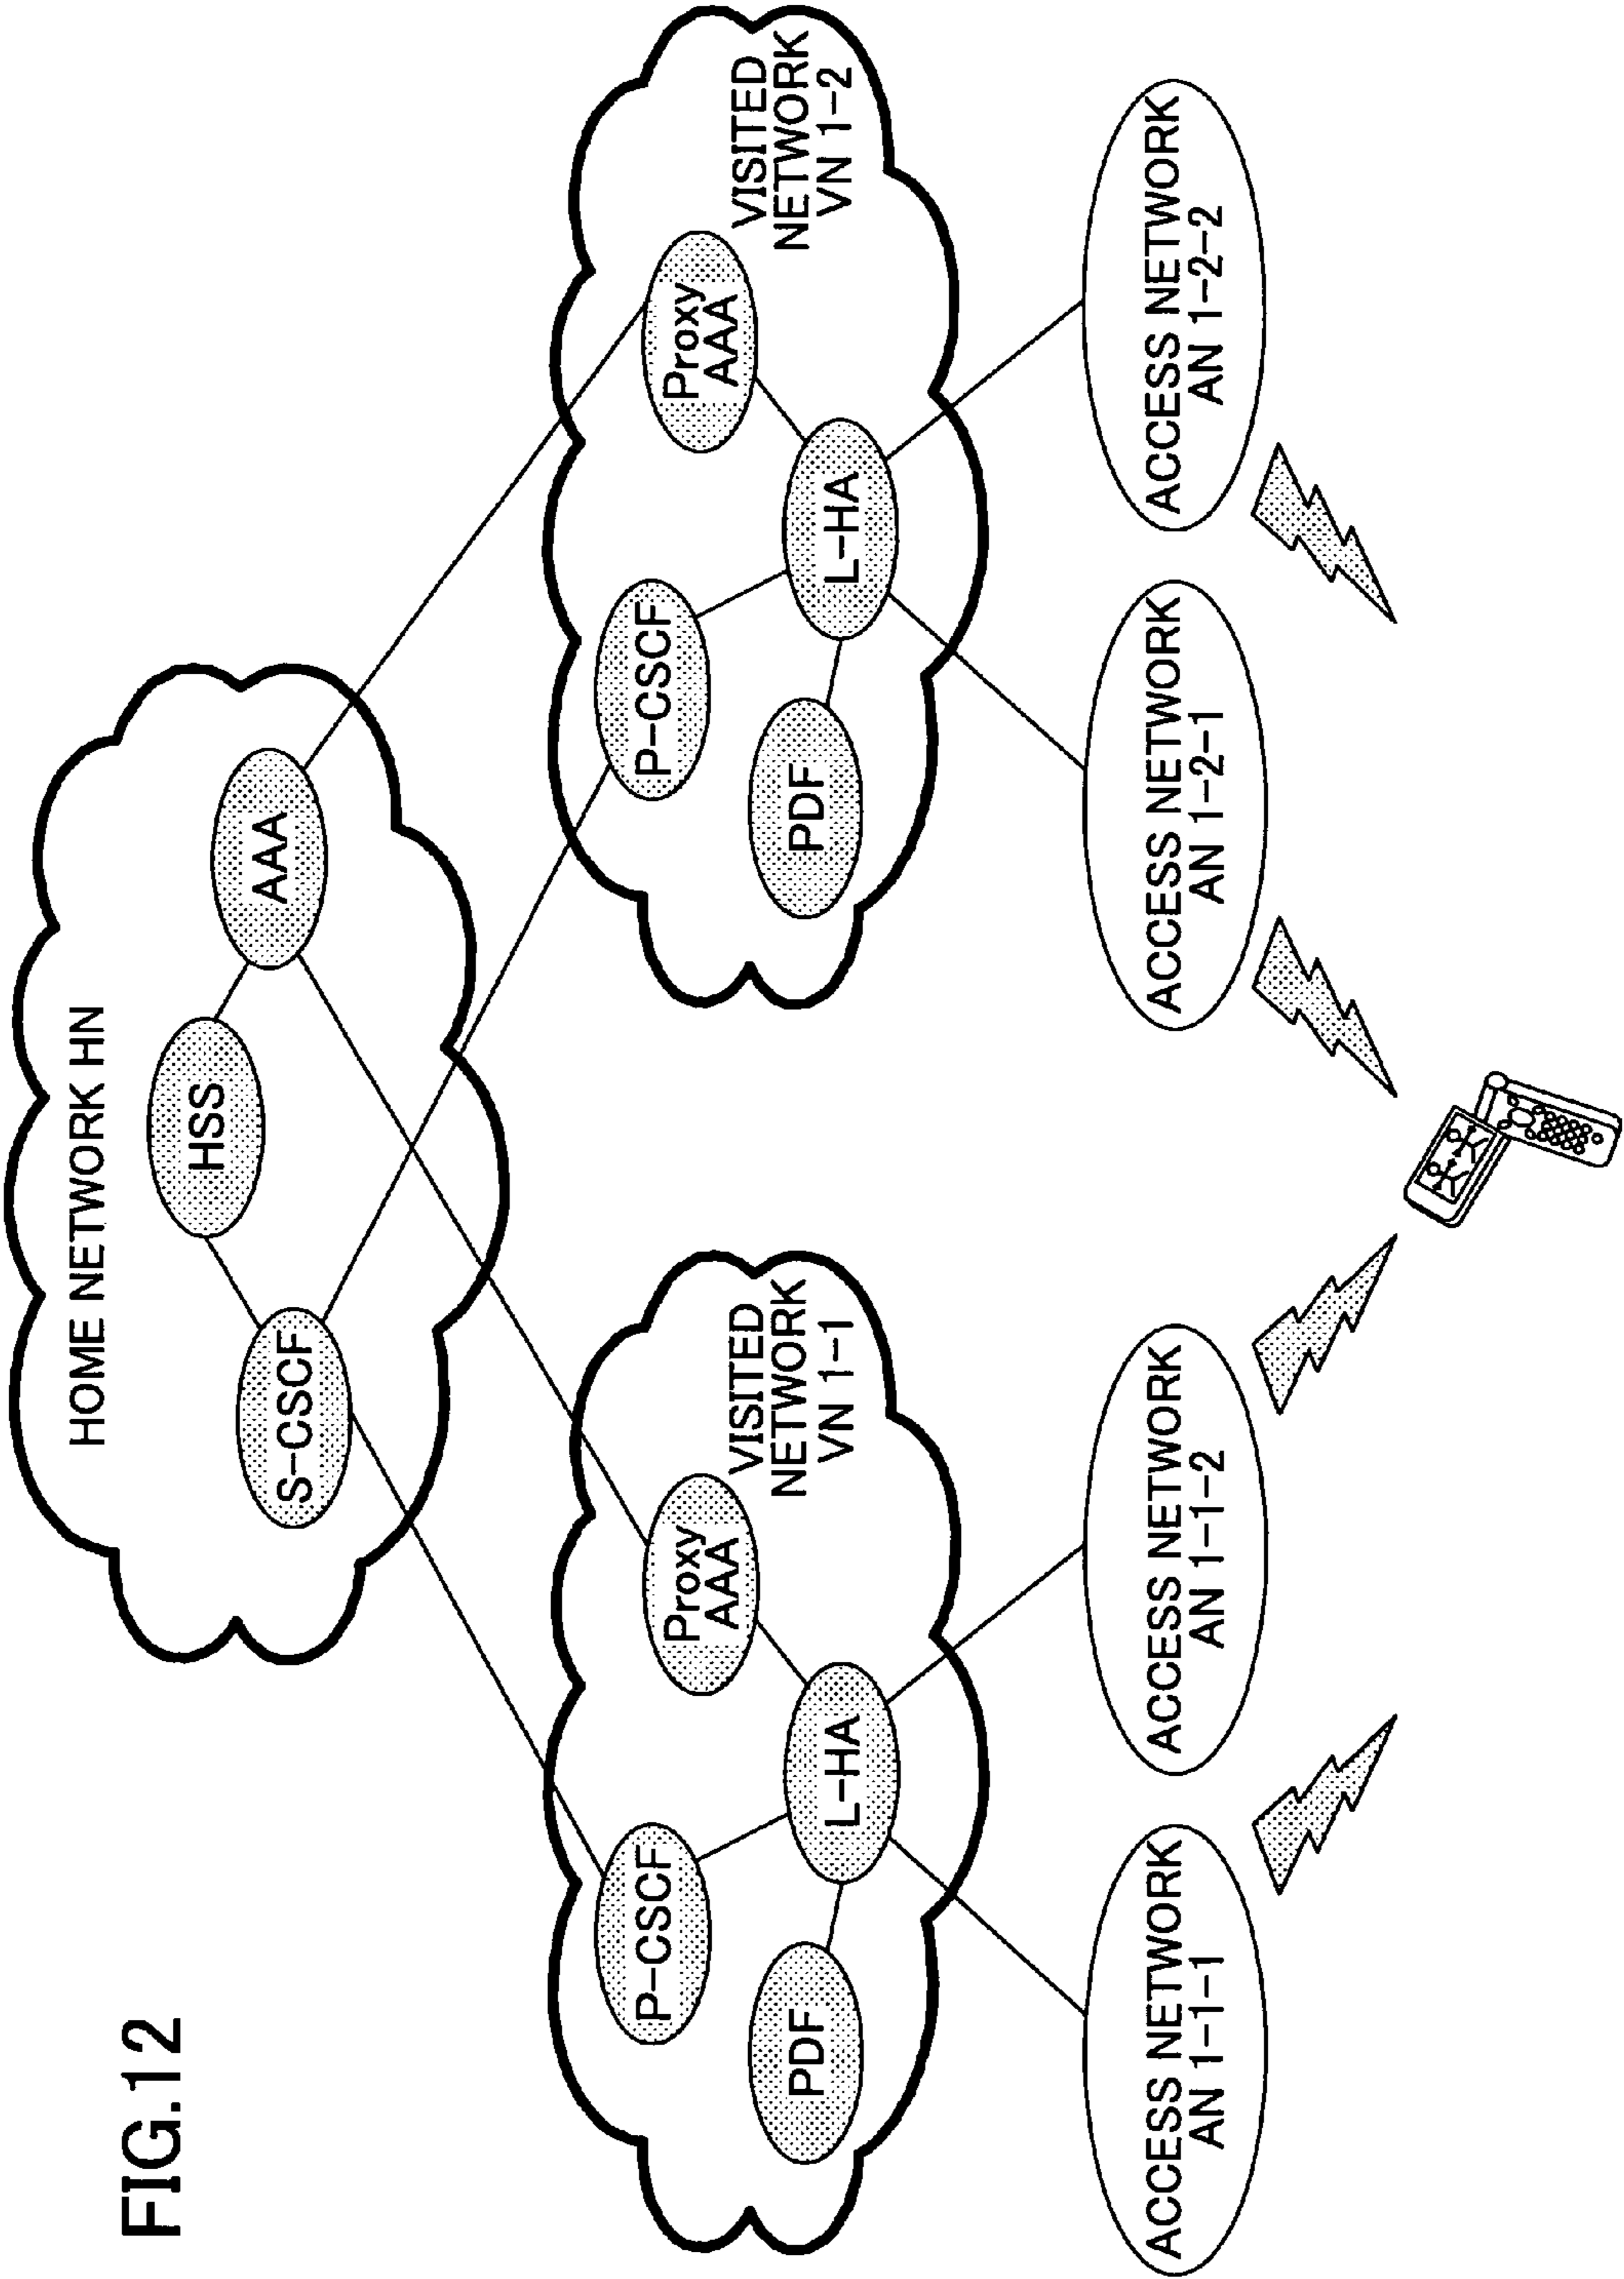 FIG.12
HOME NETWORK HN
HSS
S-CSCF
AAA
VISITED
NETWORK
VN 1-1
P-CSCF
Proxy
AAA
PDF
L-HA
VISITED
NETWORK
VN 1-2
P-CSCF
Proxy
AAA
PDF
L-HA
ACCESS NETWORK
AN 1-1-1
ACCESS NETWORK
AN 1-1-2
ACCESS NETWORK
AN 1-2-1
ACCESS NETWORK
AN 1-2-2